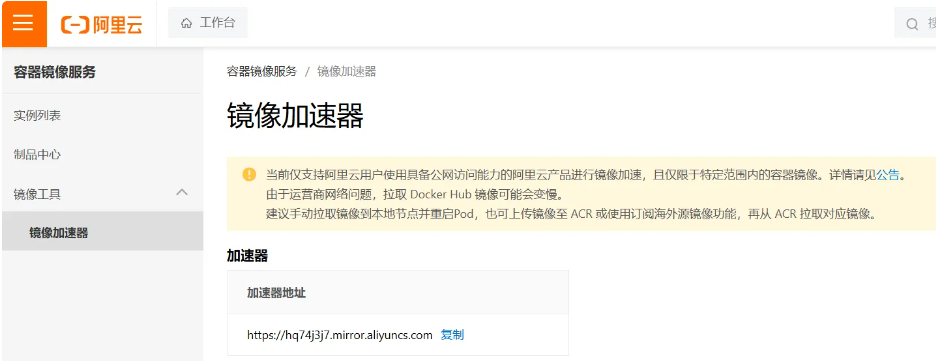 阿里云
工作台
搜
容器镜像服务
实例列表
制品中心
镜像工具
镜像加速器
容器镜像服务 / 镜像加速器
镜像加速器
当前仅支持阿里云用户使用具备公网访问能力的阿里云产品进行镜像加速，且仅限于特定范围内的容器镜像。详情请见公告。
由于运营商网络问题，拉取 Docker Hub 镜像可能会变慢。
建议手动拉取镜像到本地节点并重启Pod，也可上传镜像至 ACR 或使用订阅海外源镜像功能，再从 ACR 拉取对应镜像。
加速器
加速器地址
https://hq74j3j7.mirror.aliyuncs.com 复制